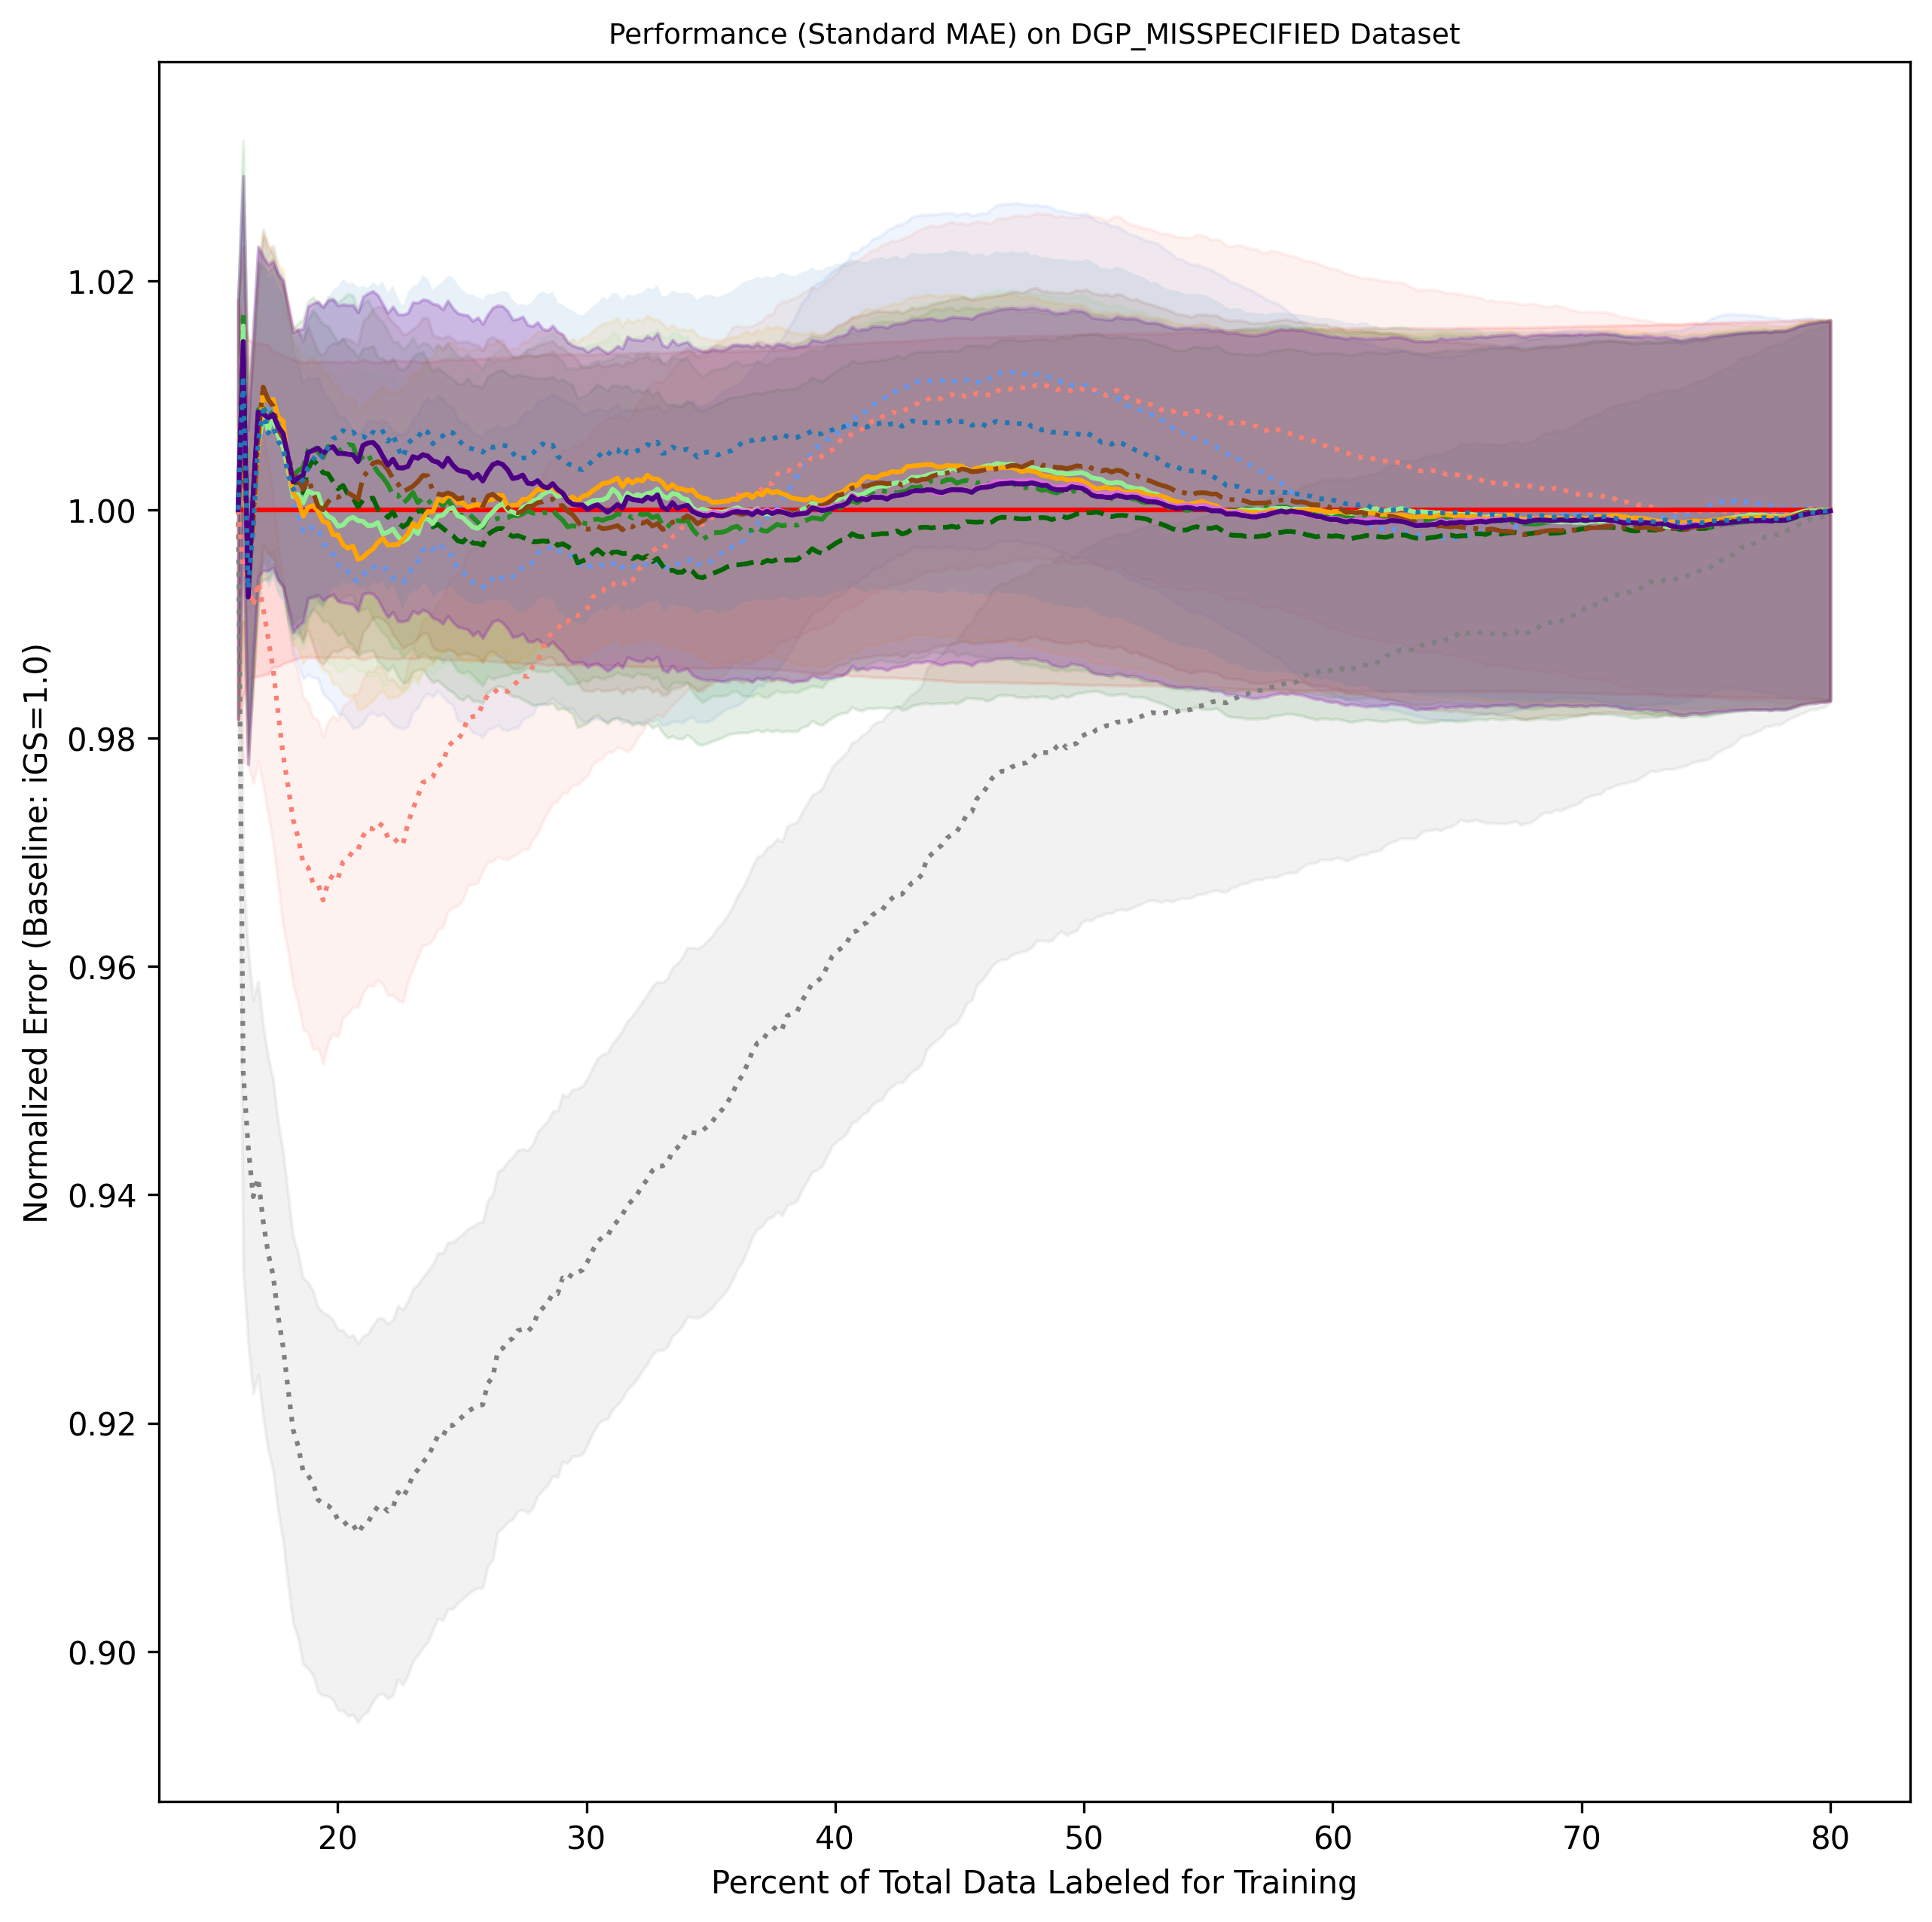 Performance (Standard MAE) on DGP_MISSPECIFIED Dataset
Normalized Error (Baseline: iGS=1.0)
1.02
1.00
0.98
0.96
0.94
0.92
0.90
20 30 40 50 60 70 80
Percent of Total Data Labeled for Training